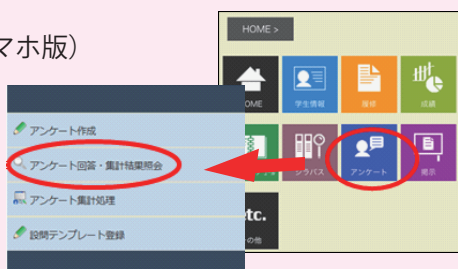 マホ版）
HOME >
OME
学生情報
履修
成績
シラバス
アンケート
掲示
etc.
の他
アンケート作成
アンケート回答・集計結果照会
アンケート集計処理
設問テンプレート登録